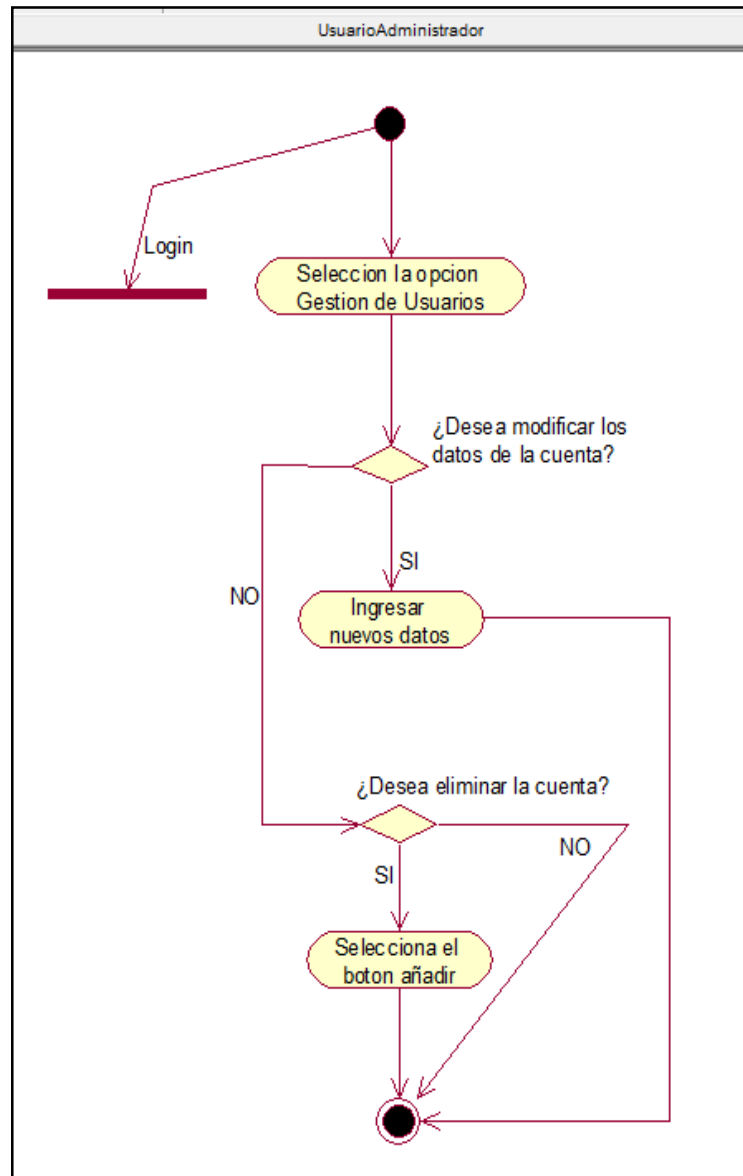 UsuarioAdministrador
Login
Seleccion la opcion
Gestion de Usuarios
¿Desea modificar los
datos de la cuenta?
SI
NO
Ingresar
nuevos datos
¿Desea eliminar la cuenta?
NO
SI
Selecciona el
boton añadir